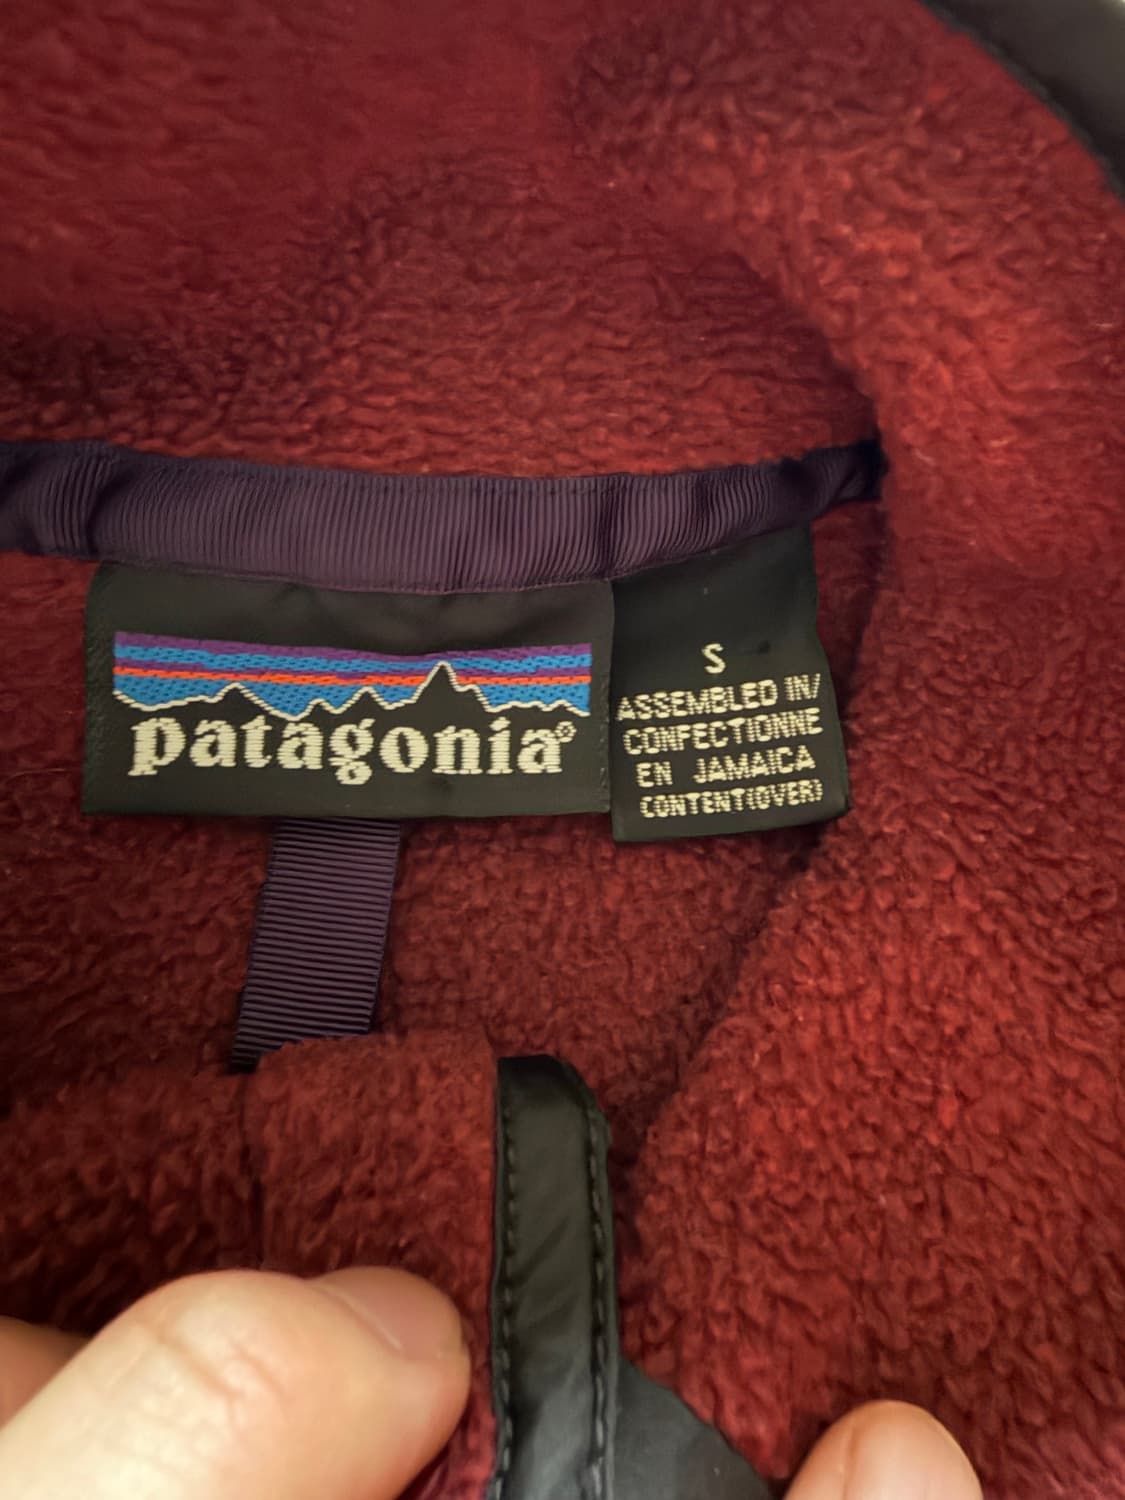 patagonia®
S
ASSEMBLED IN/
CONFECTIONNE
EN JAMAICA
CONTENT(OVER)